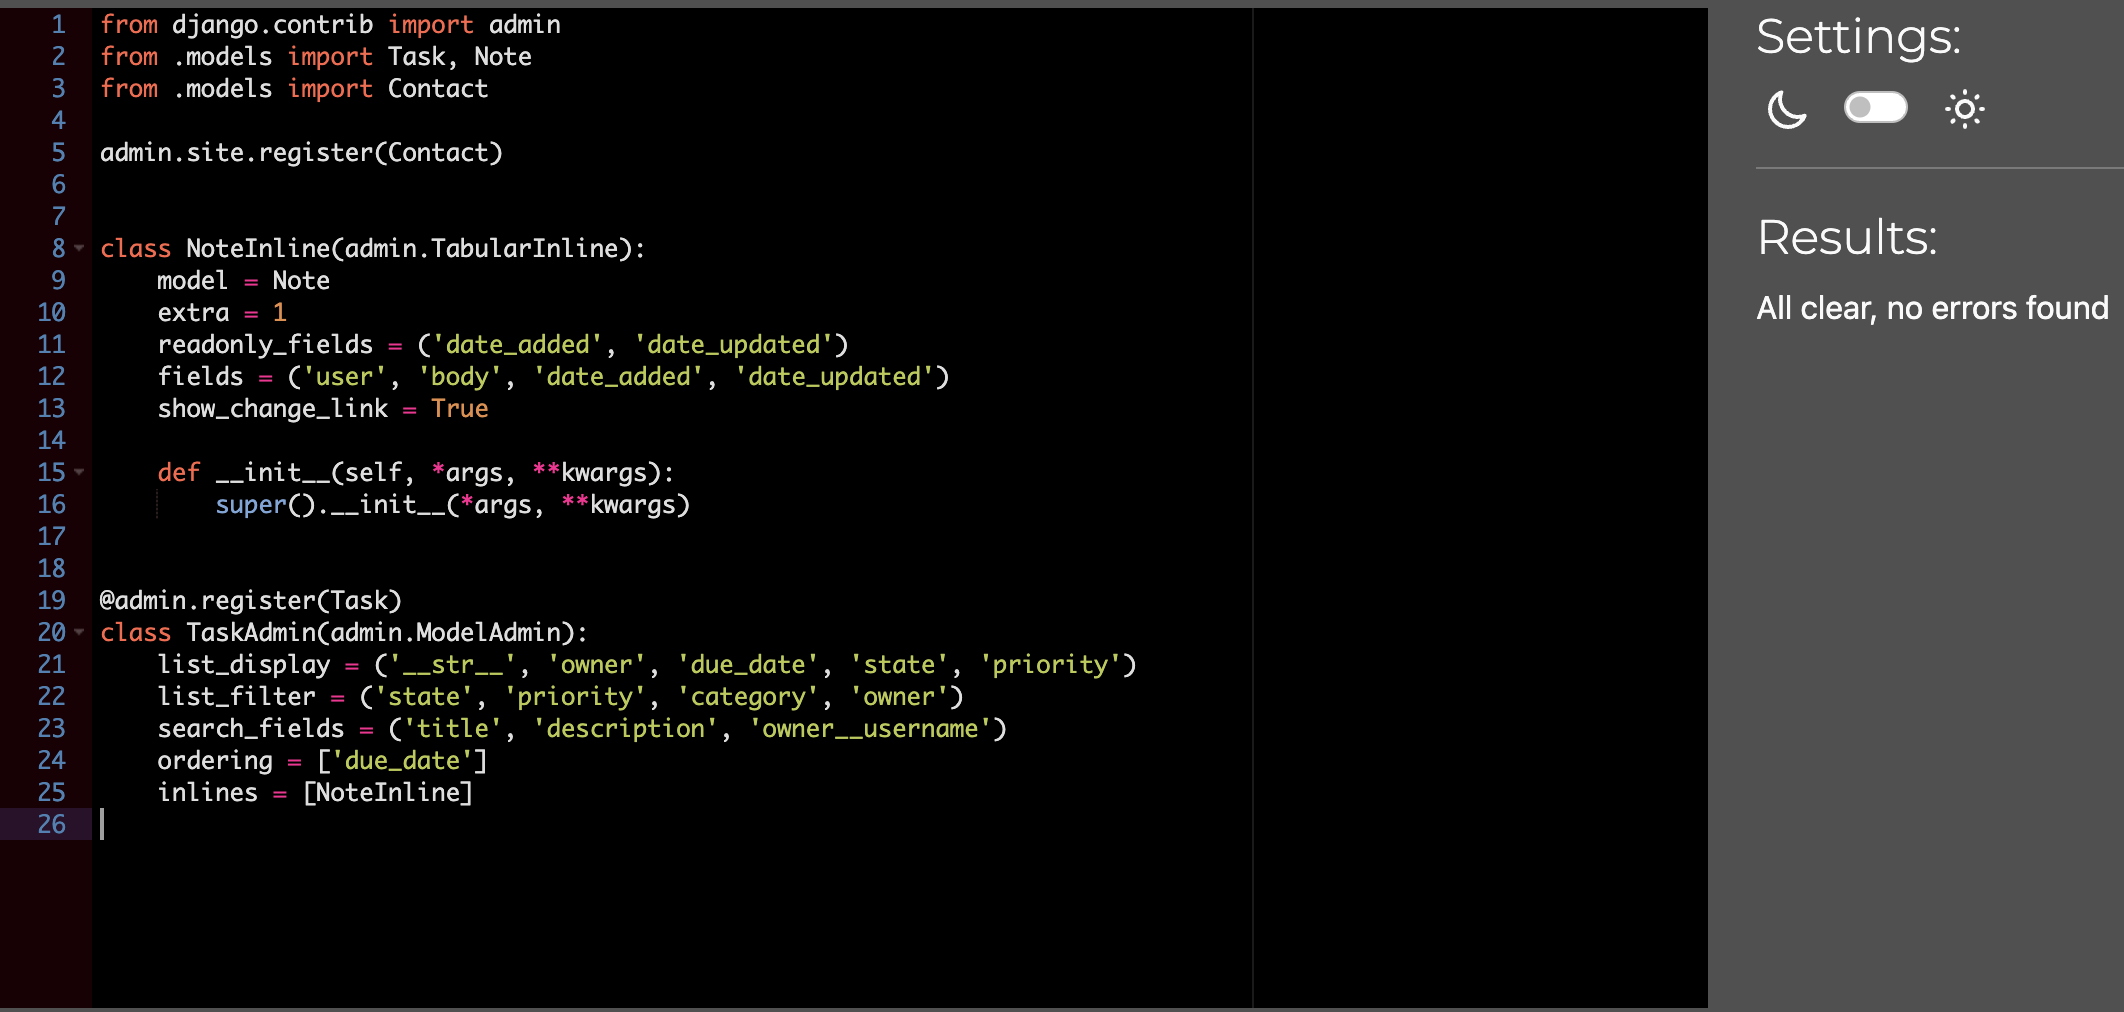 1 from django.contrib import admin
2 from .models import Task, Note
3 from .models import Contact
4
5 admin.site.register(Contact)
6
7
8 class NoteInline(admin.TabularInline):
9     model = Note
10     extra = 1
11     readonly_fields = ('date_added', 'date_updated')
12     fields = ('user', 'body', 'date_added', 'date_updated')
13     show_change_link = True
14
15     def __init__(self, *args, **kwargs):
16         super().__init__(*args, **kwargs)
17
18
19 @admin.register(Task)
20 class TaskAdmin(admin.ModelAdmin):
21     list_display = ('__str__', 'owner', 'due_date', 'state', 'priority')
22     list_filter = ('state', 'priority', 'category', 'owner')
23     search_fields = ('title', 'description', 'owner__username')
24     ordering = ['due_date']
25     inlines = [NoteInline]
26
Settings:
Results:
All clear, no errors found